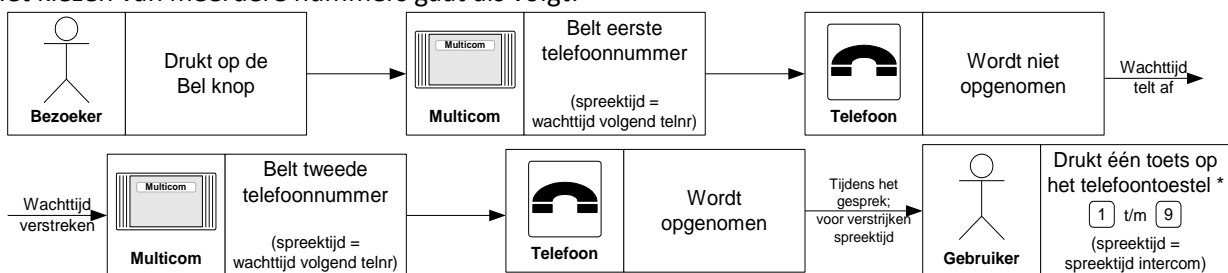 Het kiezen van meerdere nummers gaat als volgt:
Bezoeker
Drukt op de
Bel knop
Multicom
Multicom
Belt eerste
telefoonnummer
(spreektijd =
wachttijd volgend telnr)
Telefoon
Wordt niet
opgenomen
Wachttijd
telt af
Wachttijd
verstreken
Multicom
Multicom
Belt tweede
telefoonnummer
(spreektijd =
wachttijd volgend telnr)
Telefoon
Wordt
opgenomen
Tijdens het
gesprek;
voor verstrijken
spreektijd
Gebruiker
Drukt één toets op
het telefoontoestel *
1 t/m 9
(spreektijd =
spreektijd intercom)